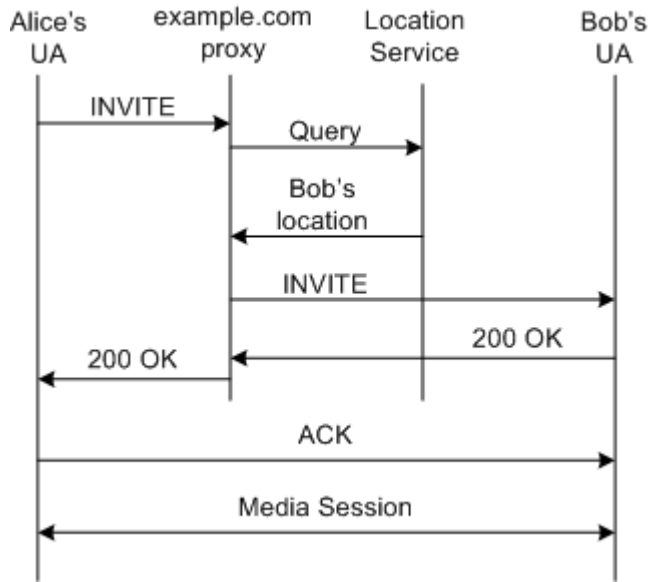 Alice's
UA
example.com
proxy
Location
Service
Bob's
UA
INVITE
Query
Bob's
location
INVITE
200 OK
200 OK
ACK
Media Session